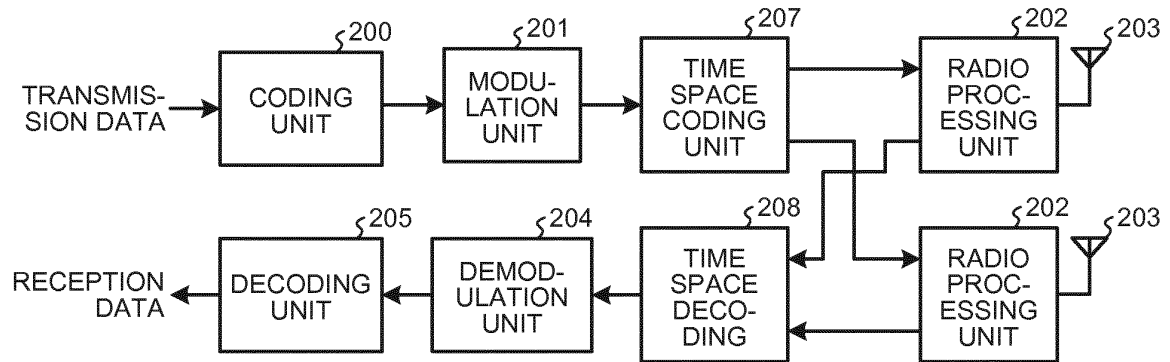 200
201
207
202
203
TRANSMIS-
SION DATA
CODING
UNIT
MODU-
LATION
UNIT
TIME
SPACE
CODING
UNIT
RADIO
PROC-
ESSING
UNIT
205
204
208
202
203
RECEPTION
DATA
DECODING
UNIT
DEMOD-
ULATION
UNIT
TIME
SPACE
DECO-
DING
RADIO
PROC-
ESSING
UNIT